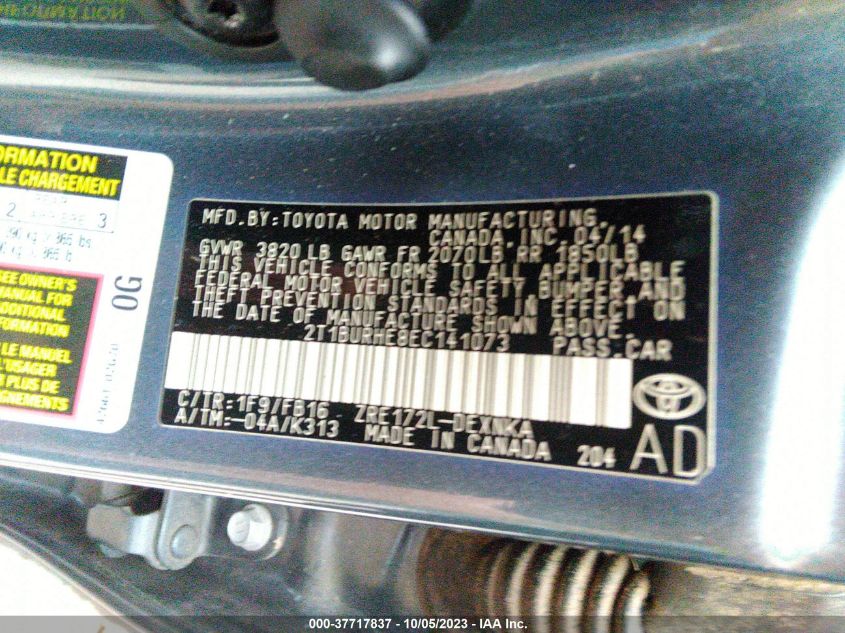 ORMATION
LE CHARGEMENT
2 3
SEE OWNER'S
MANUAL FOR
ADDITIONAL
FORMATION
LE MANUEL
L'USAGER
PLUS DE
GNEMENTS
0G
MFD.BY:TOYOTA MOTOR MANUFACTURING,
CANADA,INC. 04/14
GVWR 3820 LB GAWR FR 2070LB RR 1850LB
THIS VEHICLE CONFORMS TO ALL APPLICABLE
FEDERAL MOTOR VEHICLE SAFETY BUMPER AND
THEFT PREVENTION STANDARDS IN EFFECT ON
THE DATE OF MANUFACTURE SHOWN ABOVE.
2T1BURHE8EC141073 PASS.CAR
C/TR:1F9/FB16 ZRE172L-DEXNKA
A/TM:-04A/K313 MADE IN CANADA 204
AD
000-37717837 - 10/05/2023 - IAA Inc.